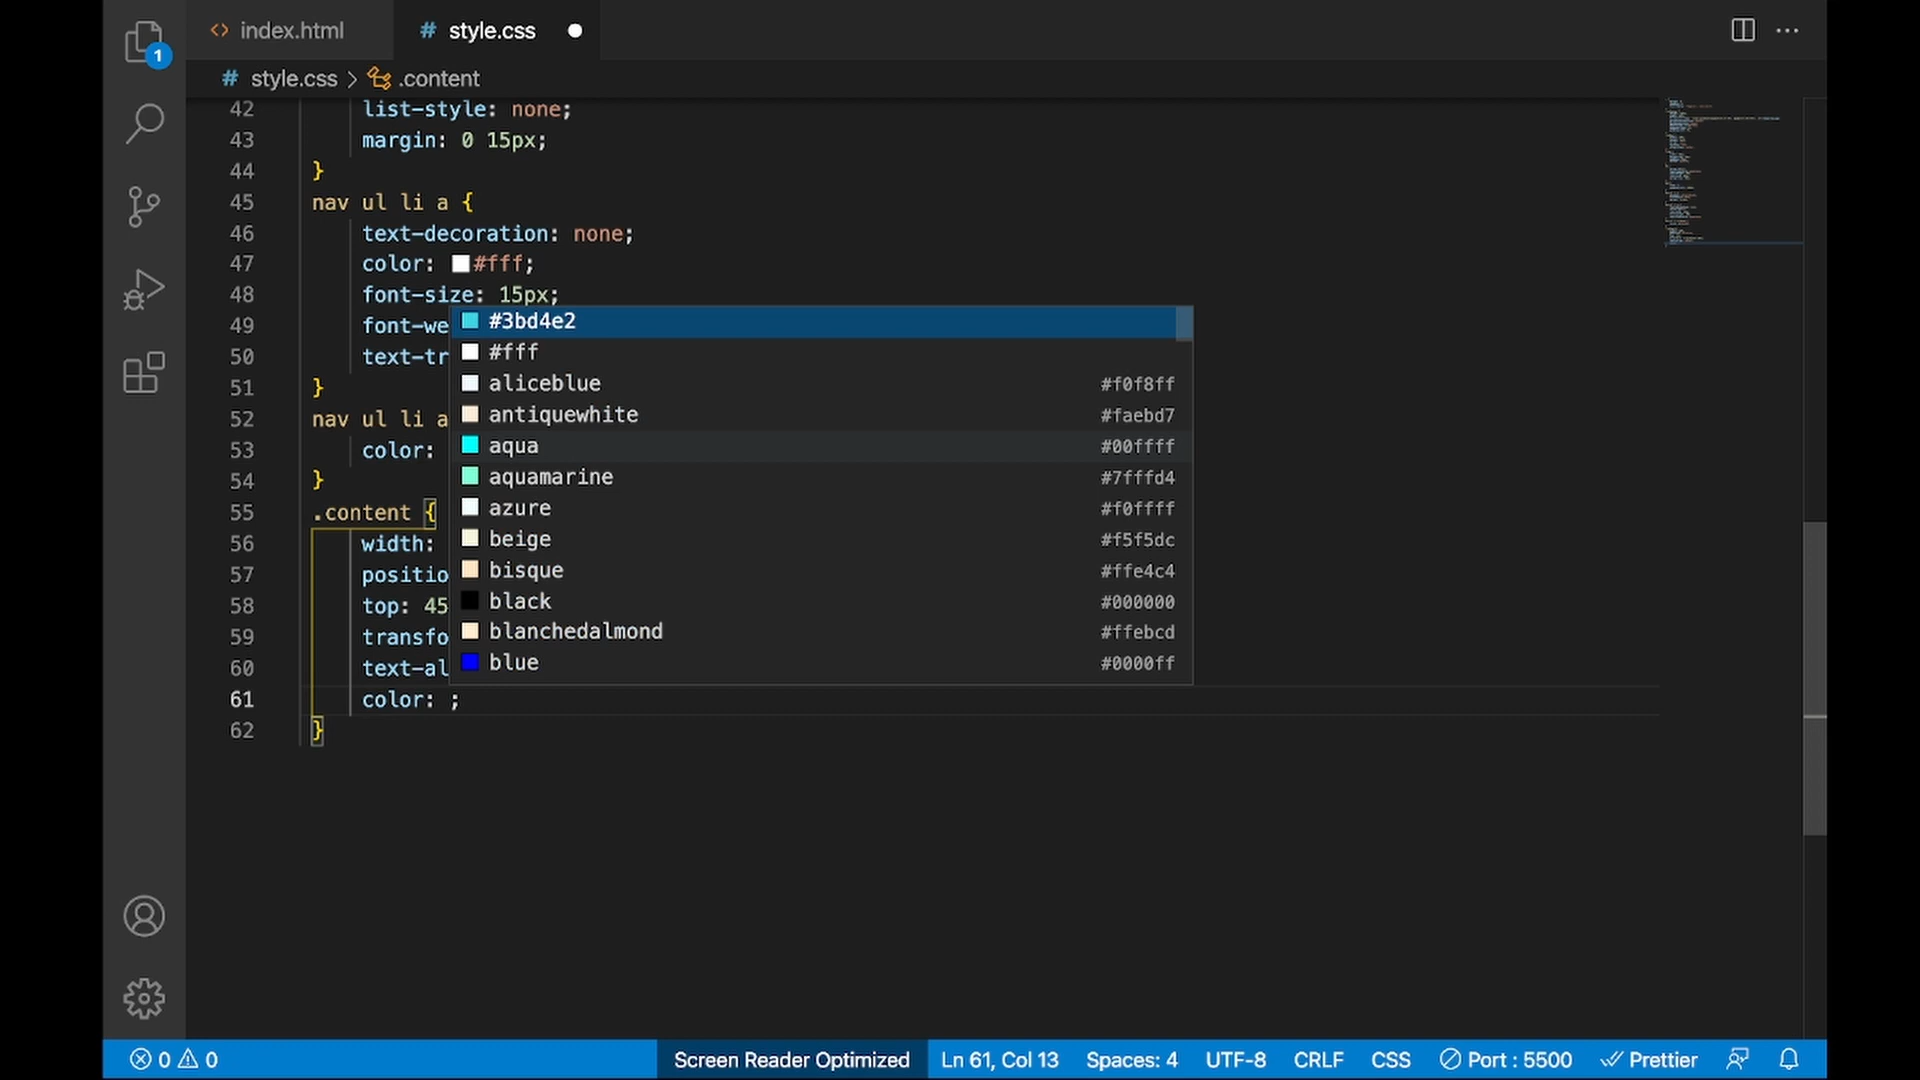 index.html
# style.css
1
# style.css > .content
42 list-style: none;
43 margin: 0 15px;
44 }
45 nav ul li a {
46 text-decoration: none;
47 color: #fff;
48 font-size: 15px;
49 font-we
50 text-tr
51 }
52 nav ul li a
53 color:
54 }
55 .content {
56 width:
57 positio
58 top: 45
59 transfo
60 text-al
61 color: ;
62 }
#3bd4e2
#fff
aliceblue #f0f8ff
antiquewhite #faebd7
aqua #00ffff
aquamarine #7fffd4
azure #f0ffff
beige #f5f5dc
bisque #ffe4c4
black #000000
blanchedalmond #ffebcd
blue #0000ff
0 0 Screen Reader Optimized Ln 61, Col 13 Spaces: 4 UTF-8 CRLF CSS Port : 5500 Prettier